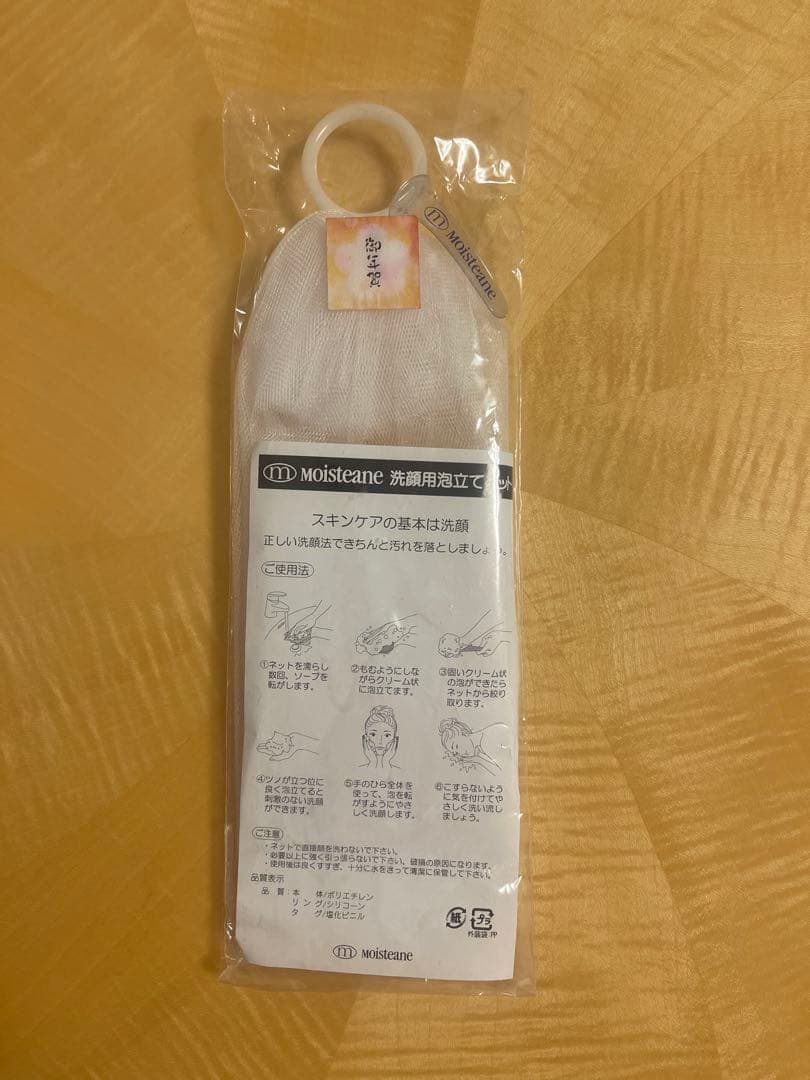 御年賀
m Moisteane
m Moisteane 洗顔用泡立てネット
スキンケアの基本は洗顔
正しい洗顔法できちんと汚れを落としましょう。
ご使用法
①ネットを濡らし
数回、ソープを
転がします。
②もむようにしな
がらクリーム状
に泡立てます。
③固いクリーム状
の泡ができたら
ネットから絞り
取ります。
④ツノが立つ位に
良く泡立てると
刺激のない洗顔
ができます。
⑤手のひら全体を
使って、泡を転
がすようにやさ
しく洗顔します。
⑥こすらないよう
に気を付けてや
さしく洗い流し
ましょう。
ご注意
・ネットで直接顔を洗わないで下さい。
・必要以上に強く引っ張らないで下さい。破損の原因になります。
・使用後は良くすすぎ、十分に水をきって清潔に保管して下さい。
品質表示
品 質：本 体/ポリエチレン
リ ン グ/シリコーン
タ グ/塩化ビニル
紙 プラ
外装袋 PP
m Moisteane